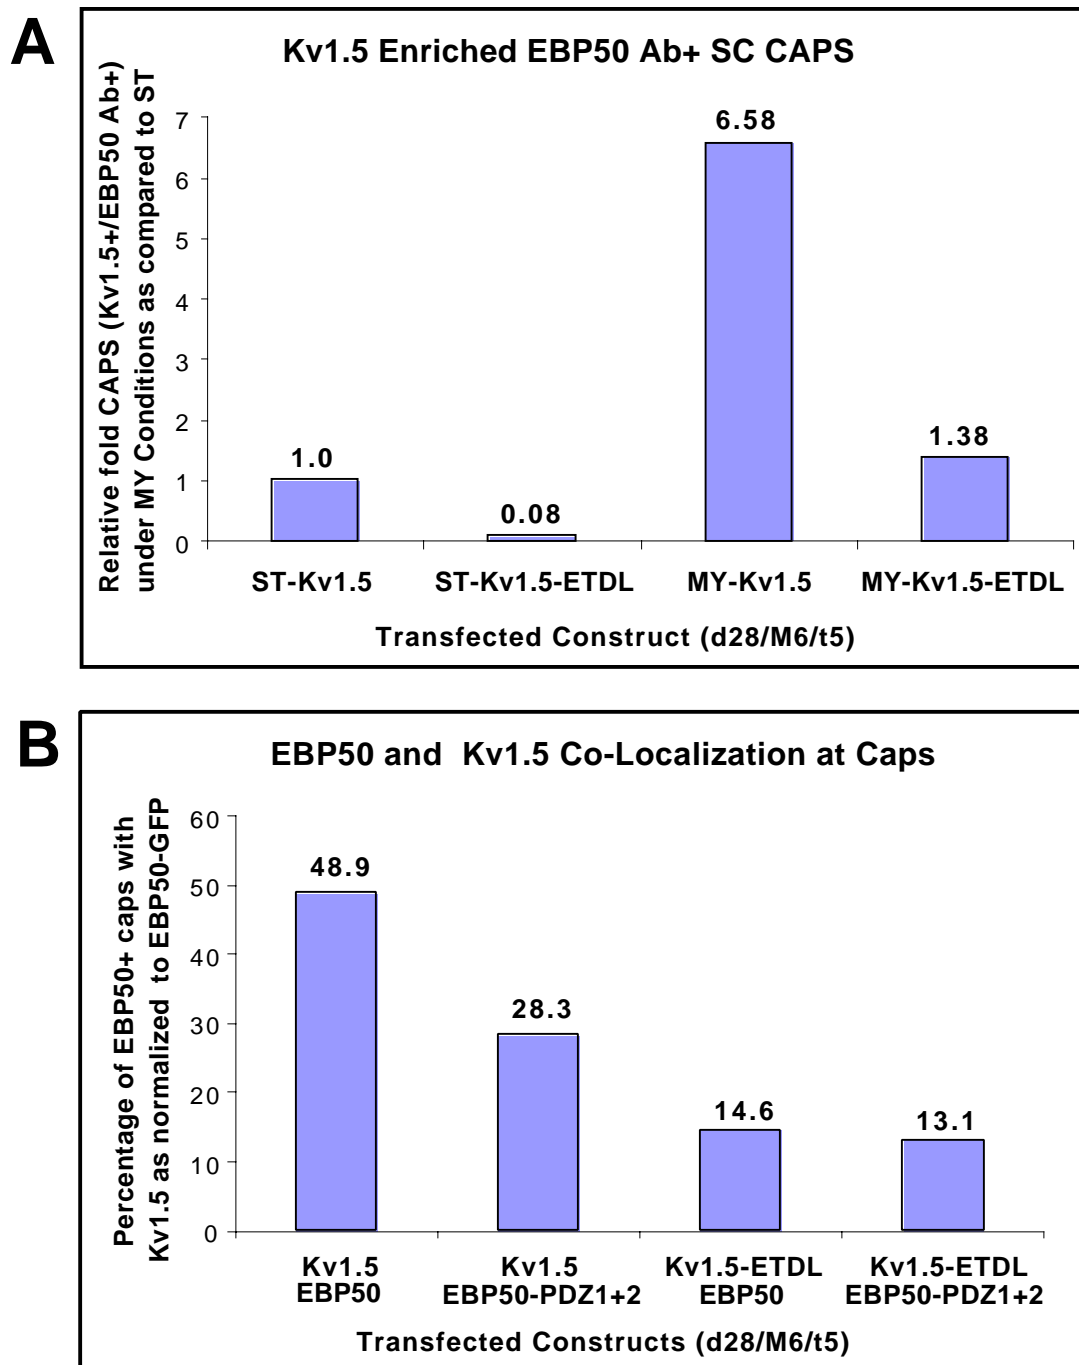 A
Kv1.5 Enriched EBP50 Ab+ SC CAPS
Relative fold CAPS (Kv1.5+/EBP50 Ab+)
under MY Conditions as compared to ST
7
6
5
4
3
2
1
0
1.0
0.08
6.58
1.38
ST-Kv1.5
ST-Kv1.5-ETDL
MY-Kv1.5
MY-Kv1.5-ETDL
Transfected Construct (d28/M6/t5)
B
EBP50 and Kv1.5 Co-Localization at Caps
Percentage of EBP50+ caps with
Kv1.5 as normalized to EBP50-GFP
60
50
40
30
20
10
0
48.9
28.3
14.6
13.1
Kv1.5
EBP50
Kv1.5
EBP50-PDZ1+2
Kv1.5-ETDL
EBP50
Kv1.5-ETDL
EBP50-PDZ1+2
Transfected Constructs (d28/M6/t5)